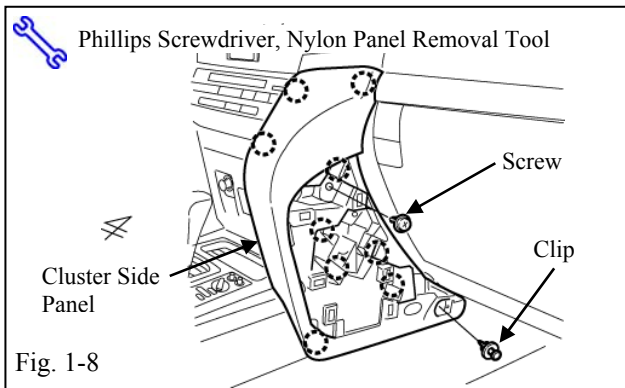 Phillips Screwdriver, Nylon Panel Removal Tool
Screw
Clip
Cluster Side
Panel
Fig. 1-8